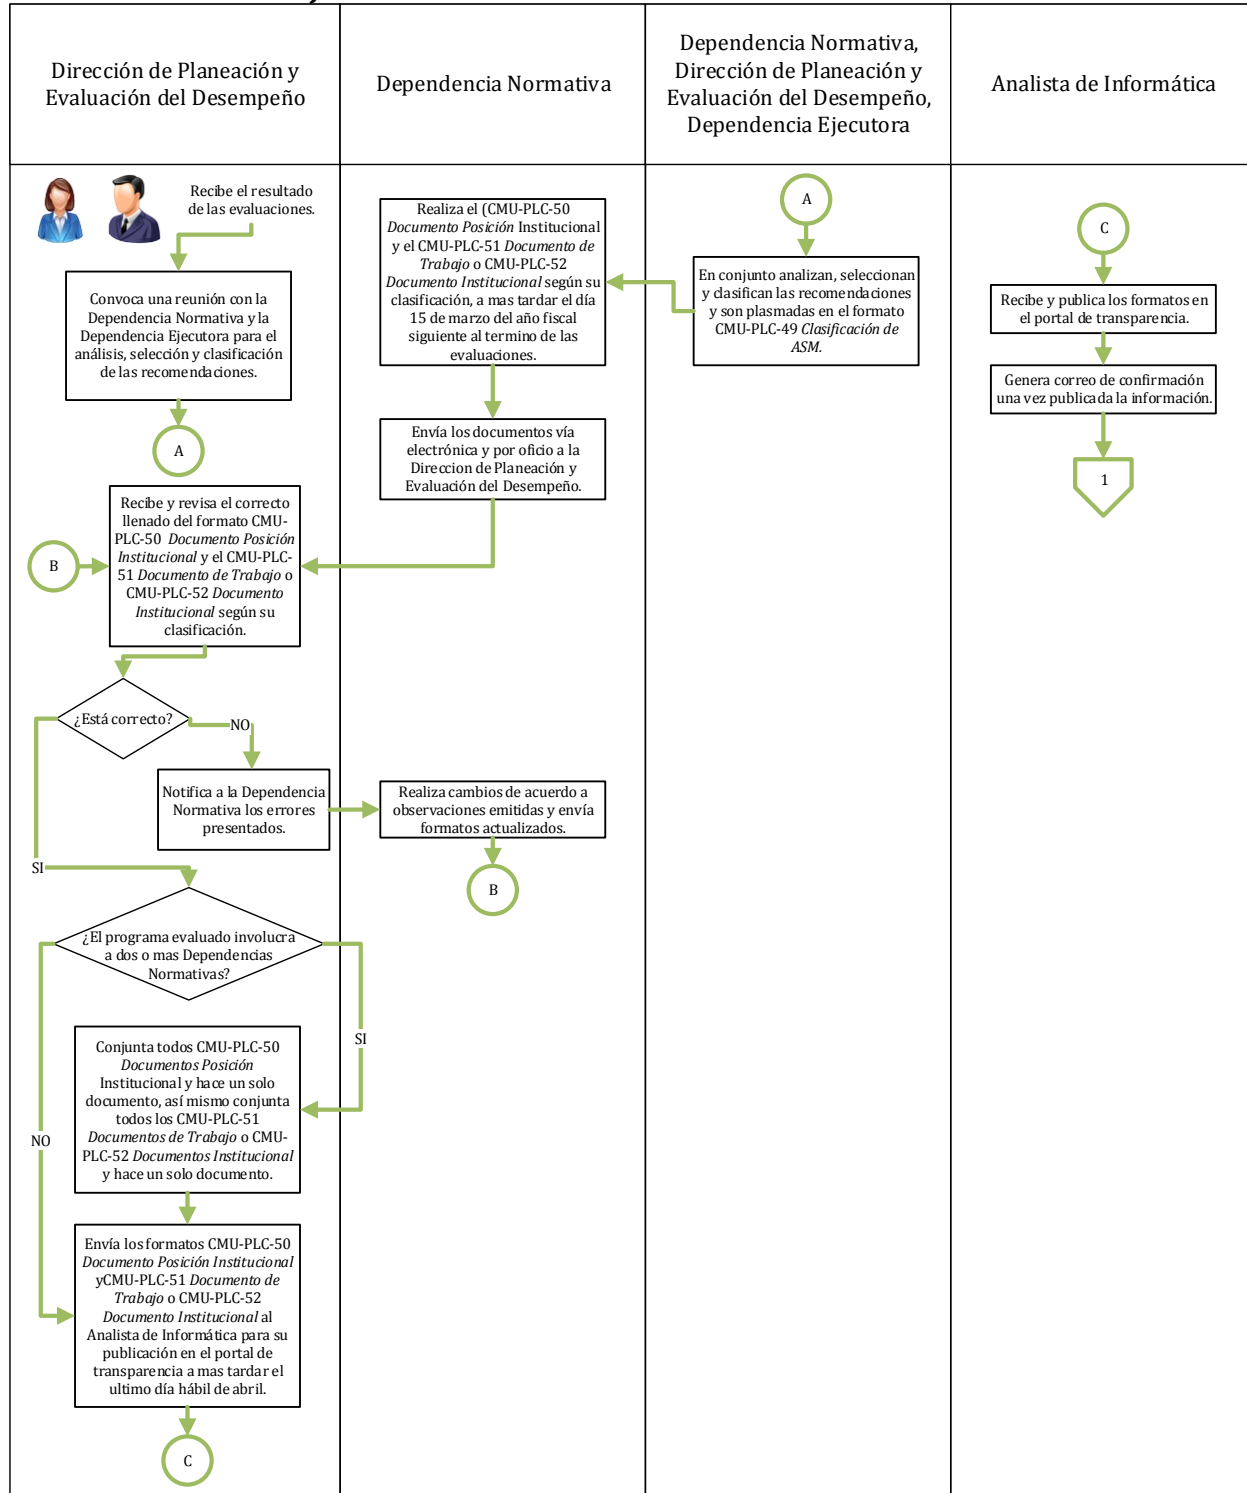 Dirección de Planeación y
Evaluación del Desempeño
Dependencia Normativa
Dependencia Normativa,
Dirección de Planeación y
Evaluación del Desempeño,
Dependencia Ejecutora
Analista de Informática
Recibe el resultado
de las evaluaciones.
Convoca una reunión con la
Dependencia Normativa y la
Dependencia Ejecutora para el
análisis, selección y clasificación
de las recomendaciones.
A
Recibe y revisa el correcto
llenado del formato CMU-
PLC-50 Documento Posición
Institucional y el CMU-PLC-
51 Documento de Trabajo o
CMU-PLC-52 Documento
Institucional según su
clasificación.
B
¿Está correcto?
NO
Notifica a la Dependencia
Normativa los errores
presentados.
SI
¿El programa evaluado involucra
a dos o mas Dependencias
Normativas?
SI
NO
Conjunta todos CMU-PLC-50
Documentos Posición
Institucional y hace un solo
documento, así mismo conjunta
todos los CMU-PLC-51
Documentos de Trabajo o CMU-
PLC-52 Documentos Institucional
y hace un solo documento.
Envía los formatos CMU-PLC-50
Documento Posición Institucional
yCMU-PLC-51 Documento de
Trabajo o CMU-PLC-52
Documento Institucional al
Analista de Informática para su
publicación en el portal de
transparencia a mas tardar el
ultimo día hábil de abril.
C
Realiza el (CMU-PLC-50
Documento Posición Institucional
y el CMU-PLC-51 Documento de
Trabajo o CMU-PLC-52
Documento Institucional según su
clasificación, a mas tardar el día
15 de marzo del año fiscal
siguiente al termino de las
evaluaciones.
Envía los documentos vía
electrónica y por oficio a la
Direccion de Planeación y
Evaluación del Desempeño.
Realiza cambios de acuerdo a
observaciones emitidas y envía
formatos actualizados.
B
A
En conjunto analizan, seleccionan
y clasifican las recomendaciones
y son plasmadas en el formato
CMU-PLC-49 Clasificación de
ASM.
C
Recibe y publica los formatos en
el portal de transparencia.
Genera correo de confirmación
una vez publicada la información.
1